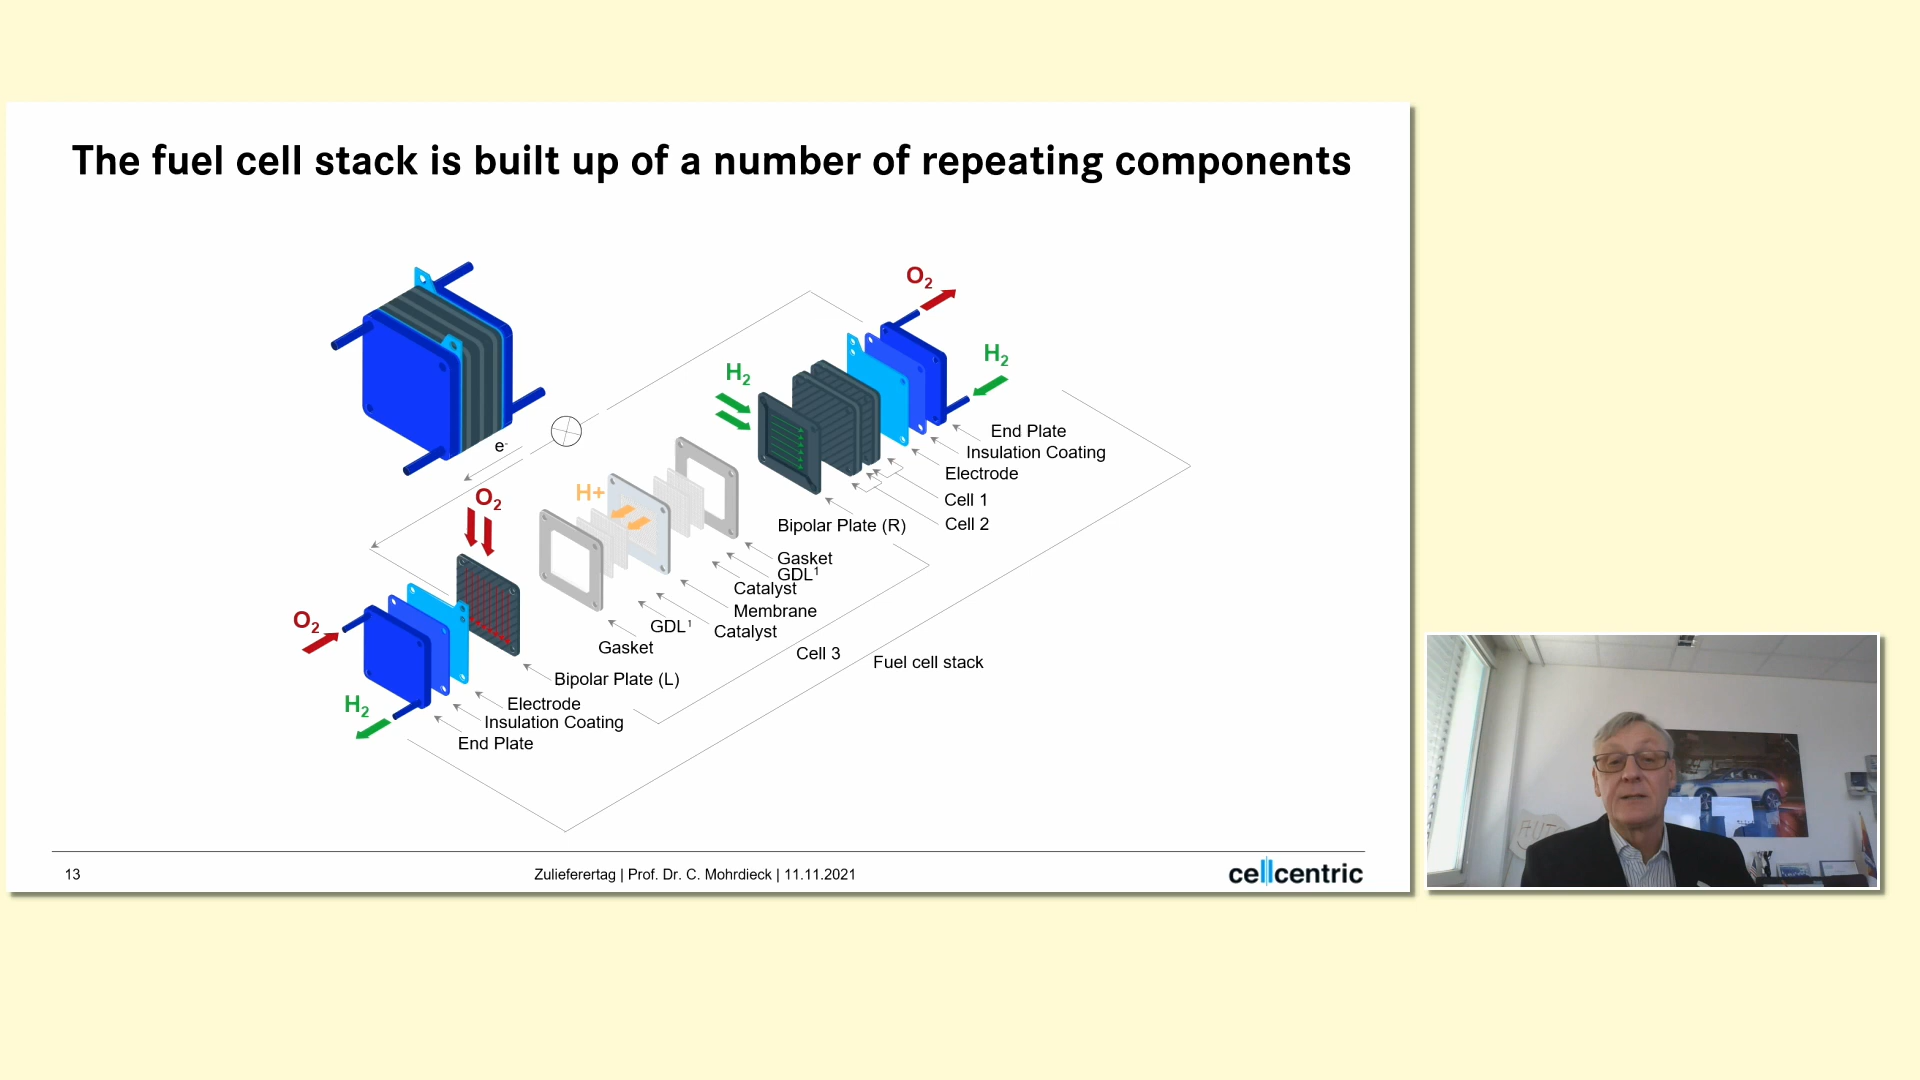 The fuel cell stack is built up of a number of repeating components
O2
H2
H2
End Plate
Insulation Coating
Electrode
Cell 1
Cell 2
Bipolar Plate (R)
e-
O2
H+
Gasket
GDL¹
Catalyst
Membrane
Catalyst
GDL¹
Gasket
Cell 3
Fuel cell stack
O2
H2
Bipolar Plate (L)
Electrode
Insulation Coating
End Plate
13
Zulieferertag | Prof. Dr. C. Mohrdieck | 11.11.2021
cellcentric